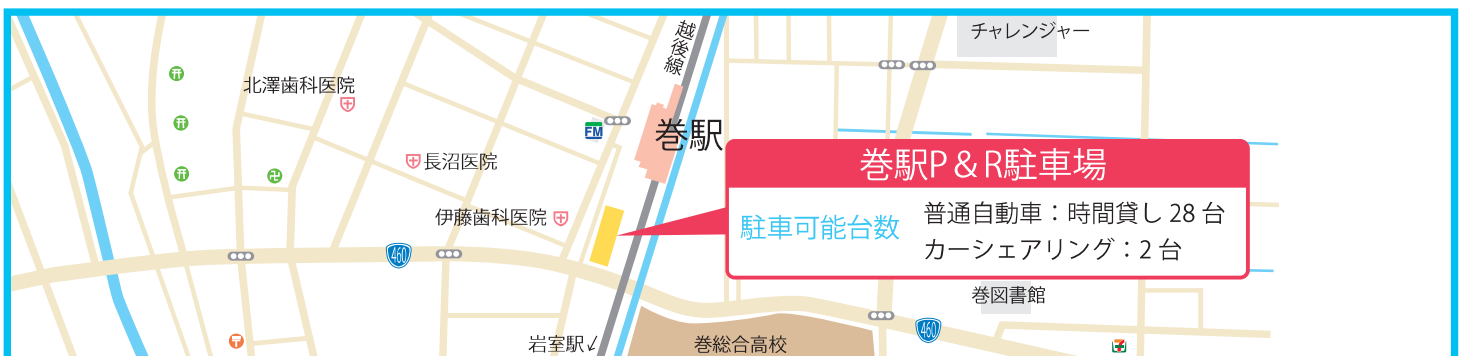 越後線
チャレンジャー
北澤歯科医院
FM
巻駅
長沼医院
巻駅P＆R駐車場
伊藤歯科医院
駐車可能台数
普通自動車：時間貸し 28 台
カーシェアリング：2 台
460
巻図書館
460
岩室駅↙
巻総合高校
7